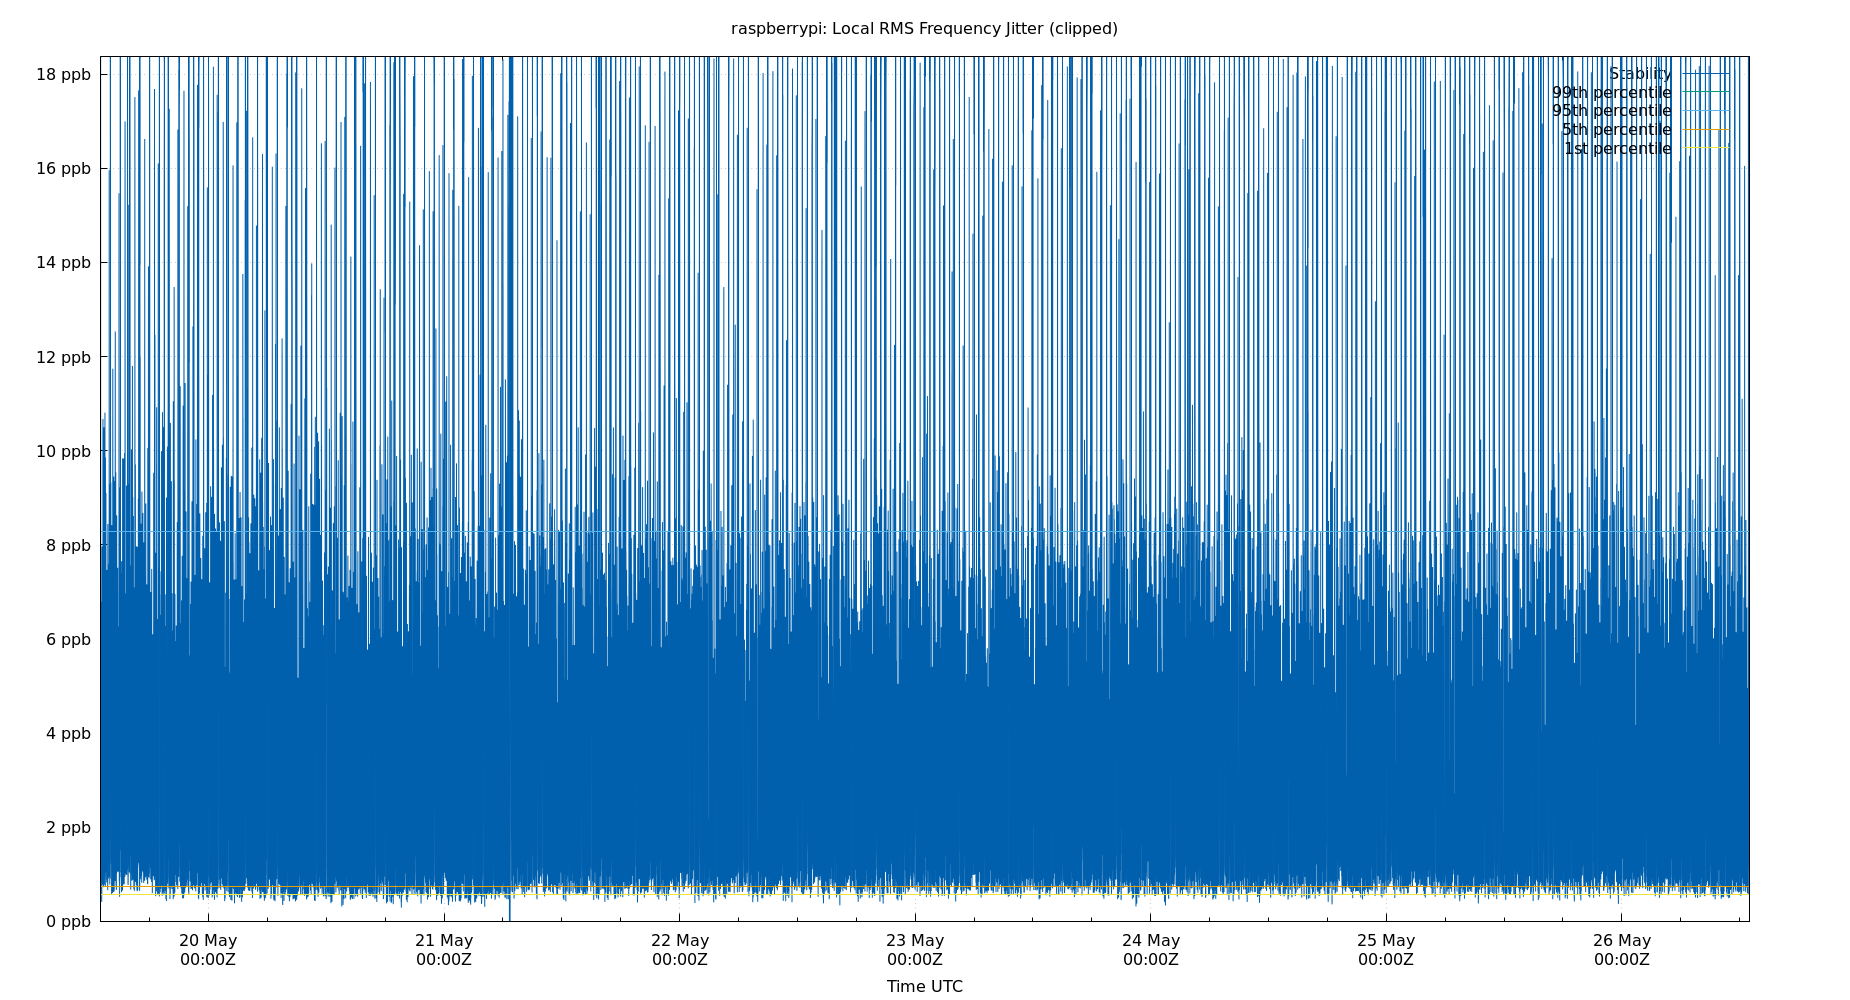 raspberrypi: Local RMS Frequency Jitter (clipped)
18 ppb
16 ppb
14 ppb
12 ppb
10 ppb
8 ppb
6 ppb
4 ppb
2 ppb
0 ppb
Stability
99th percentile
95th percentile
5th percentile
1st percentile
20 May
00:00Z
21 May
00:00Z
22 May
00:00Z
23 May
00:00Z
24 May
00:00Z
25 May
00:00Z
26 May
00:00Z
Time UTC